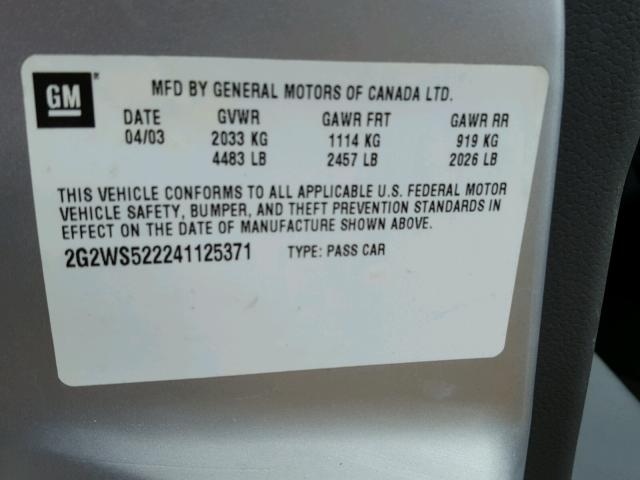 GM®
MFD BY GENERAL MOTORS OF CANADA LTD.
DATE GVWR GAWR FRT GAWR RR
04/03 2033 KG 1114 KG 919 KG
4483 LB 2457 LB 2026 LB
THIS VEHICLE CONFORMS TO ALL APPLICABLE U.S. FEDERAL MOTOR
VEHICLE SAFETY, BUMPER, AND THEFT PREVENTION STANDARDS IN
EFFECT ON THE DATE OF MANUFACTURE SHOWN ABOVE.
2G2WS522241125371 TYPE: PASS CAR